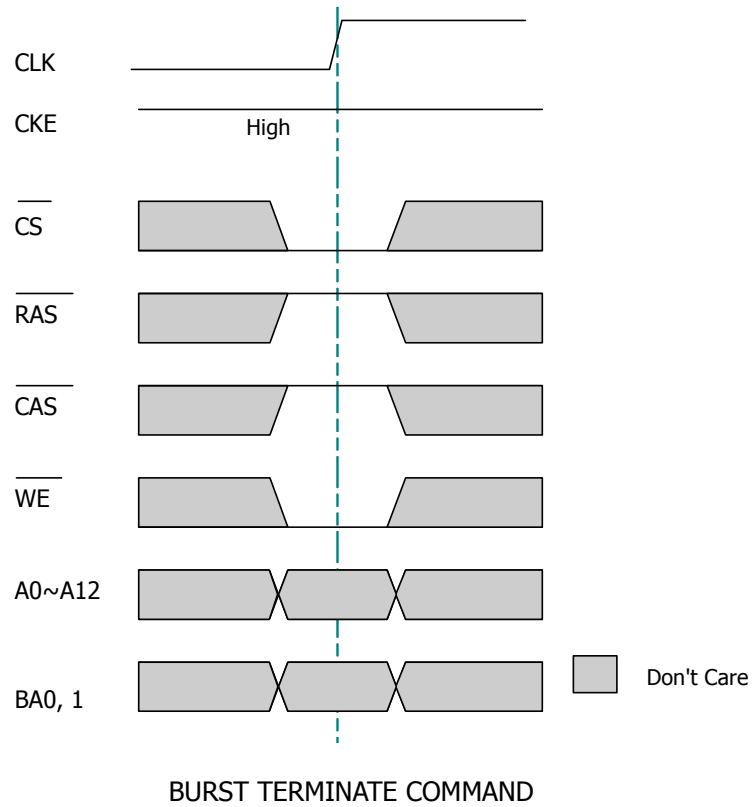 CLK
CKE
High
CS
RAS
CAS
WE
A0~A12
BA0, 1
Don't Care
BURST TERMINATE COMMAND